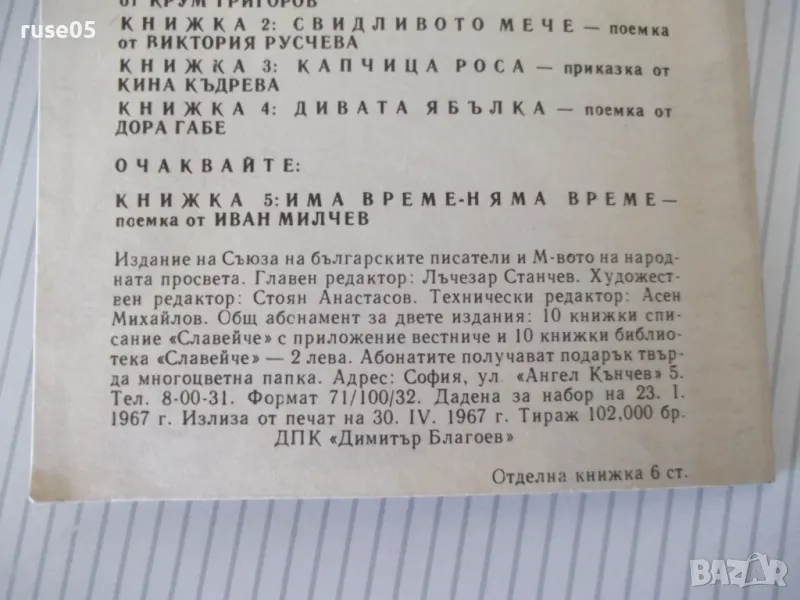 ruse05
от КРУМ ГРИГОРОВ
КНИЖКА 2: СВИДЛИВОТО МЕЧЕ — поемка
от ВИКТОРИЯ РУСЧЕВА
КНИЖКА 3: КАПЧИЦА РОСА — приказка от
КИНА КЪДРЕВА
КНИЖКА 4: ДИВАТА ЯБЪЛКА — поемка от
ДОРА ГАБЕ
ОЧАКВАЙТЕ:
КНИЖКА 5: ИМА ВРЕМЕ-НЯМА ВРЕМЕ—
поемка от ИВАН МИЛЧЕВ
Издание на Съюза на българските писатели и М-вото на народ-
ната просвета. Главен редактор: Лъчезар Станчев. Художест-
вен редактор: Стоян Анастасов. Технически редактор: Асен
Михайлов. Общ абонамент за двете издания: 10 книжки спи-
сание «Славейче» с приложение вестниче и 10 книжки библио-
тека «Славейче» — 2 лева. Абонатите получават подарък твър-
да многоцветна папка. Адрес: София, ул. «Ангел Кънчев» 5.
Тел. 8-00-31. Формат 71/100/32. Дадена за набор на 23. I.
1967 г. Излиза от печат на 30. IV. 1967 г. Тираж 102,000 бр.
ДПК «Димитър Благоев»
Отделна книжка 6 ст.
BAZAR